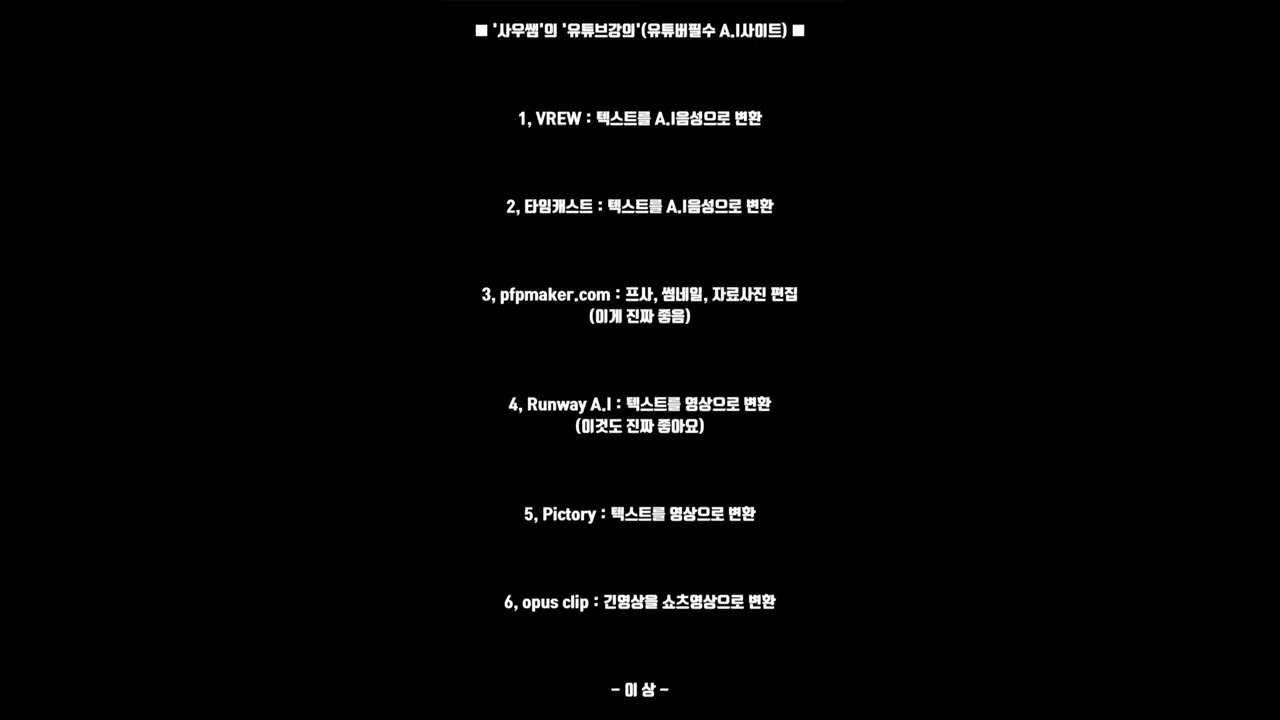 ■ '사우쌤'의 '유튜브강의'(유튜버필수 A.I사이트) ■
1, VREW : 텍스트를 A.I음성으로 변환
2, 타임캐스트 : 텍스트를 A.I음성으로 변환
3, pfpmaker.com : 프사, 썸네일, 자료사진 편집
(이게 진짜 좋음)
4, Runway A.I : 텍스트를 영상으로 변환
(이것도 진짜 좋아요)
5, Pictory : 텍스트를 영상으로 변환
6, opus clip : 긴영상을 쇼츠영상으로 변환
- 이 상 -